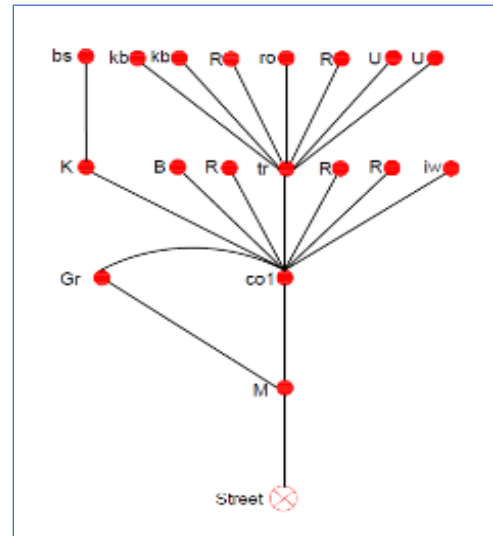 bs kb kb R ro R U U
K B R tr R R iw
Gr co1
M
Street